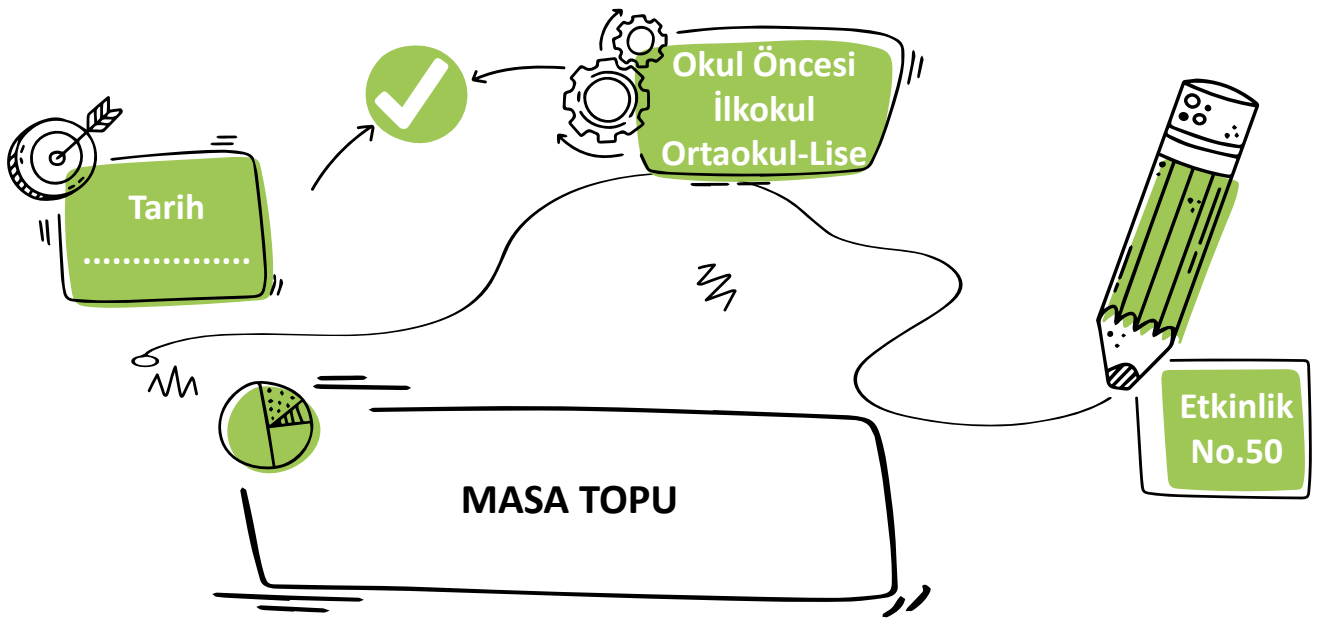 Okul Öncesi
İlkokul
Ortaokul-Lise
Tarih
.................
Etkinlik
No.50
MASA TOPU